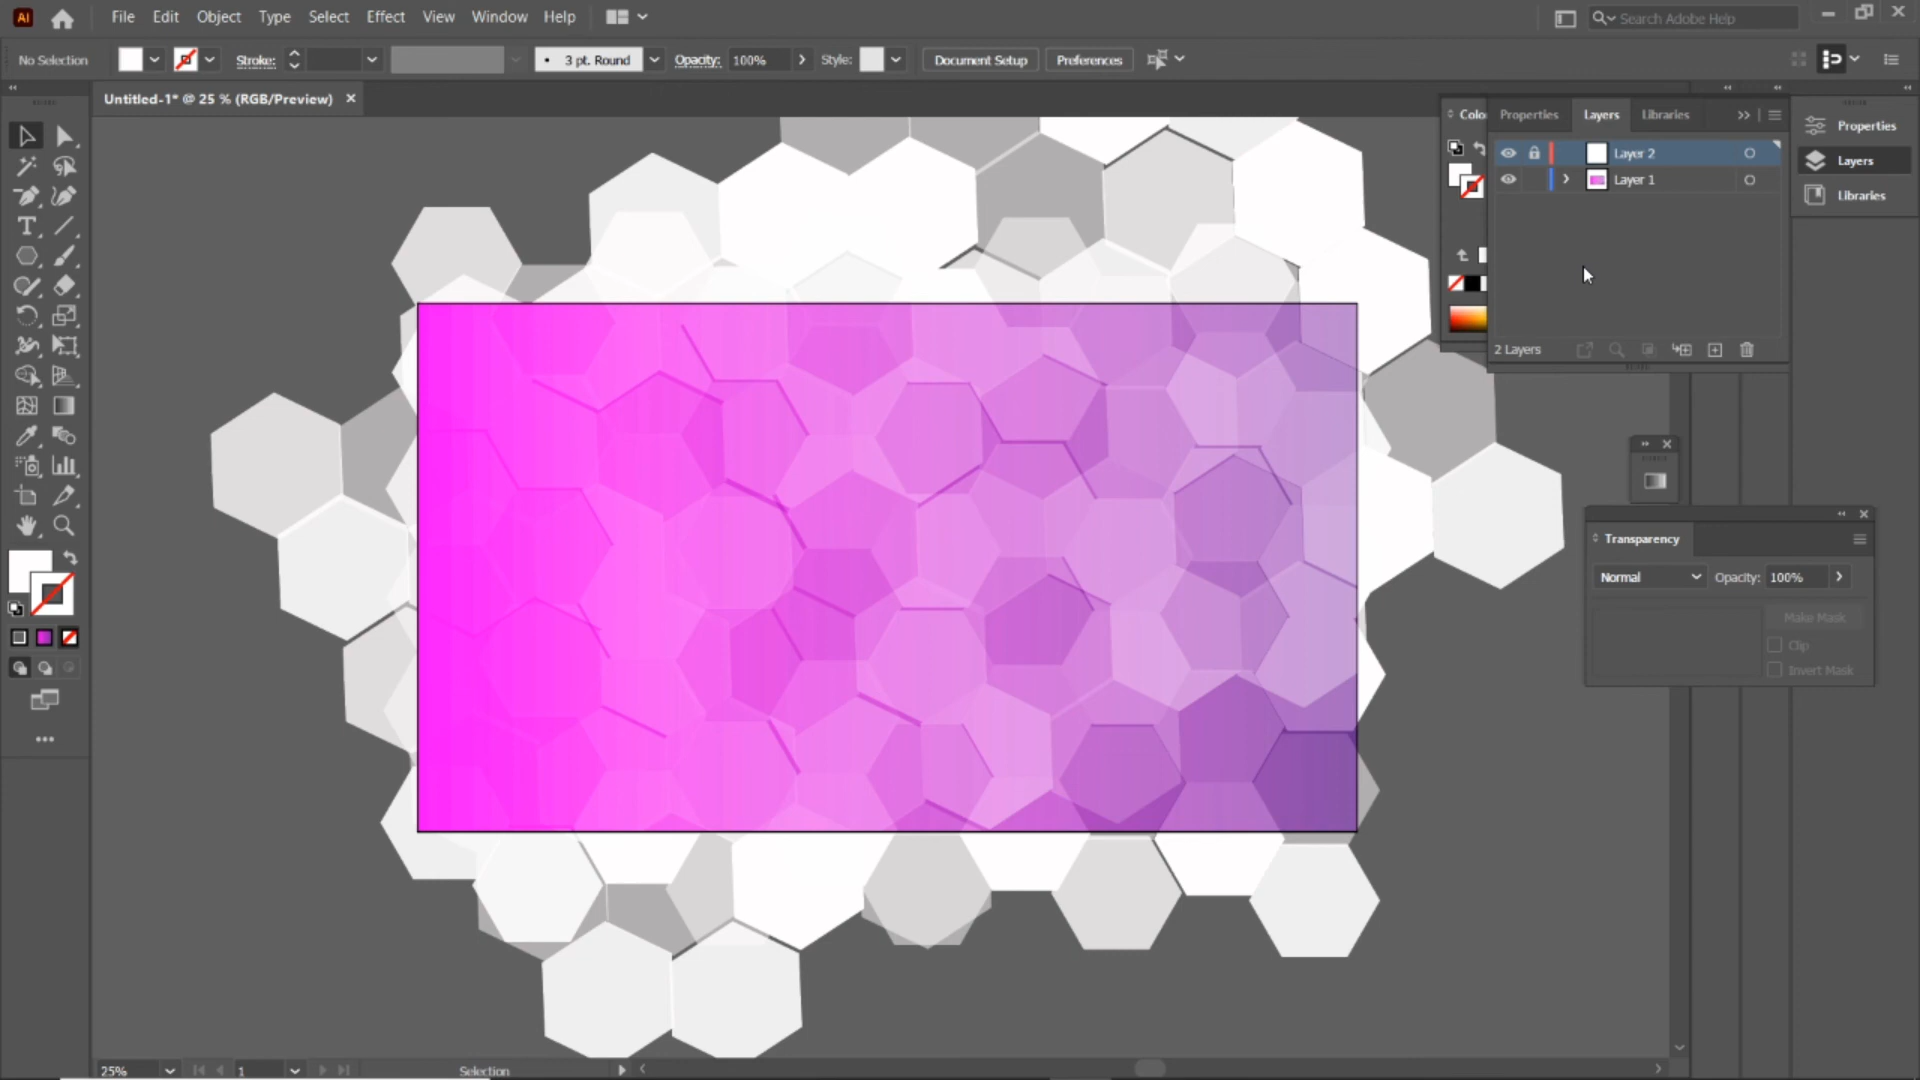 Ai File Edit Object Type Select Effect View Window Help Search Adobe Help
No Selection Stroke: 3 pt. Round Opacity: 100% Style: Document Setup Preferences
Untitled-1* @ 25 % (RGB/Preview)
Colo Properties Layers Libraries
Layer 2
Layer 1
2 Layers
Properties
Layers
Libraries
Transparency
Normal Opacity: 100%
Make Mask
Clip
Invert Mask
25% 1 Selection